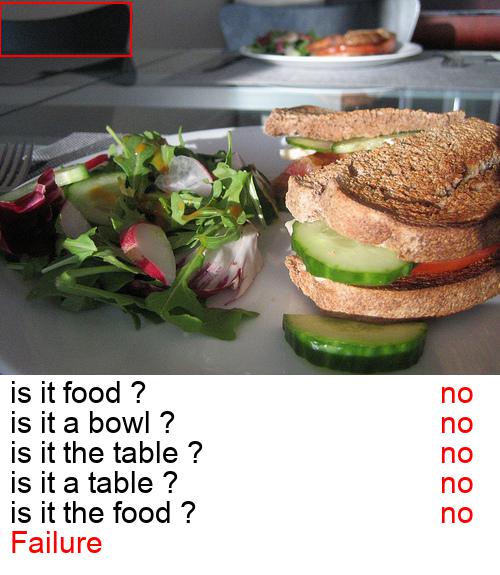 is it food ? no
is it a bowl ? no
is it the table ? no
is it a table ? no
is it the food ? no
Failure